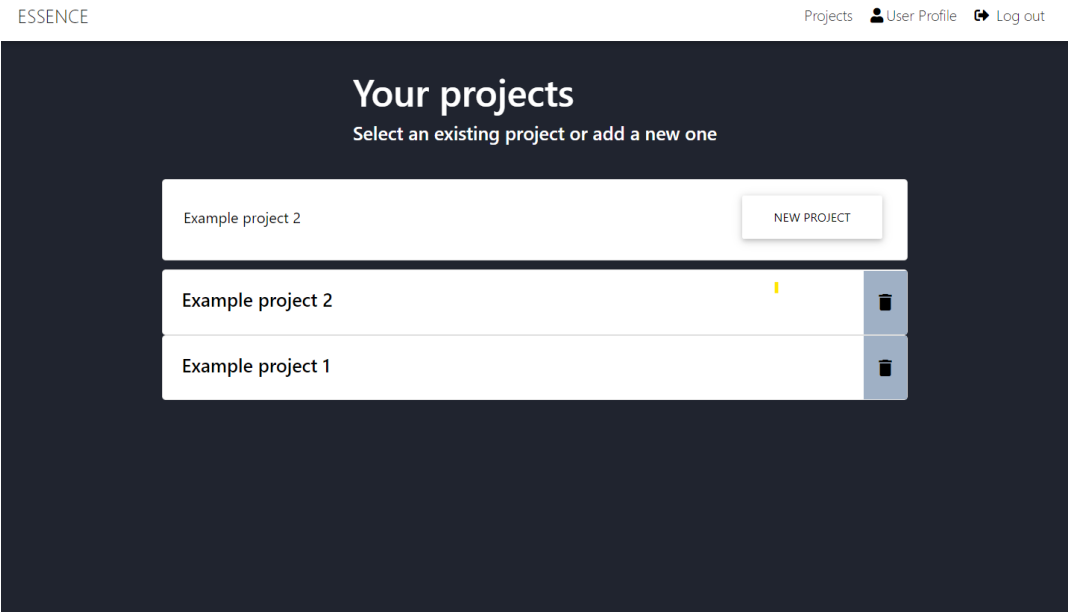 ESSENCE
Projects User Profile Log out
Your projects
Select an existing project or add a new one
Example project 2
NEW PROJECT
Example project 2
Example project 1